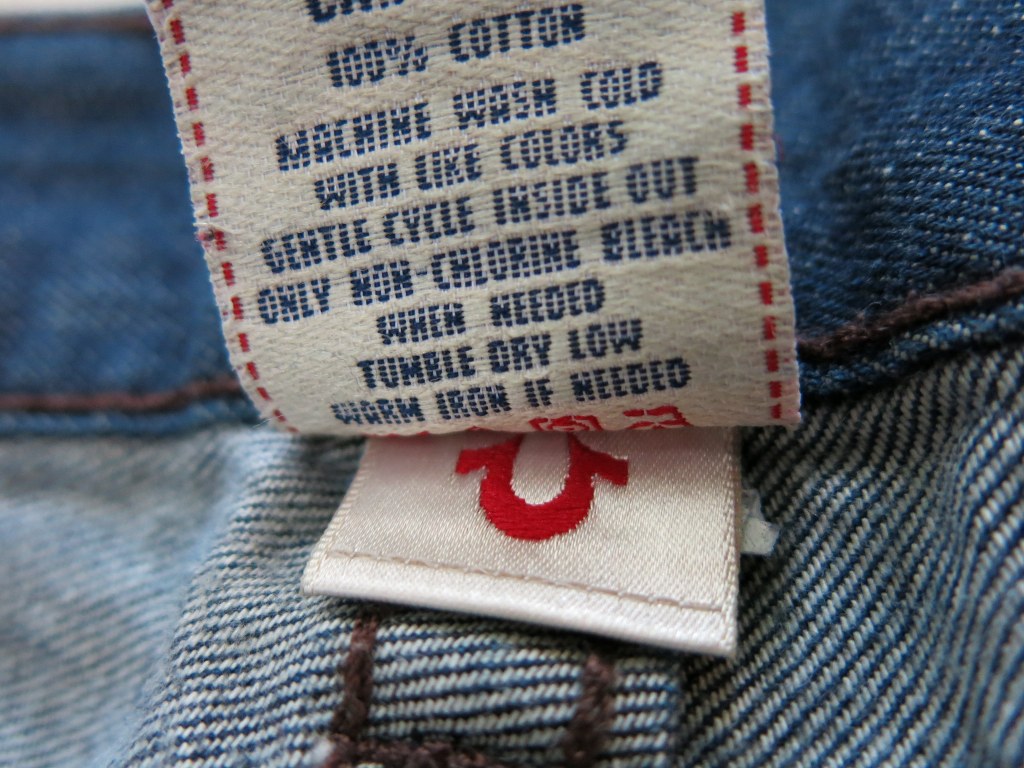 100% COTTON
MACHINE WASH COLD
WITH LIKE COLORS
GENTLE CYCLE INSIDE OUT
ONLY NON-CHLORINE BLEACH
WHEN NEEDED
TUMBLE DRY LOW
WARM IRON IF NEEDED